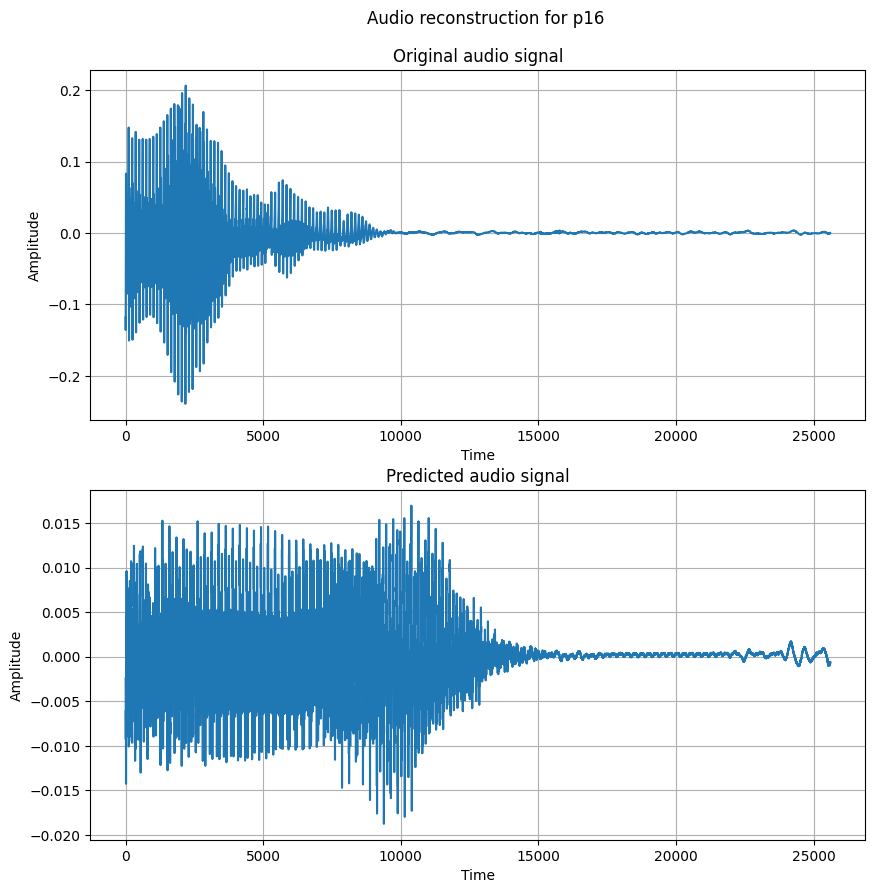 Audio reconstruction for p16
Original audio signal
0.2
0.1
0.0
−0.1
−0.2
Amplitude
0 5000 10000 15000 20000 25000
Time
Predicted audio signal
0.015
0.010
0.005
0.000
−0.005
−0.010
−0.015
−0.020
Amplitude
0 5000 10000 15000 20000 25000
Time